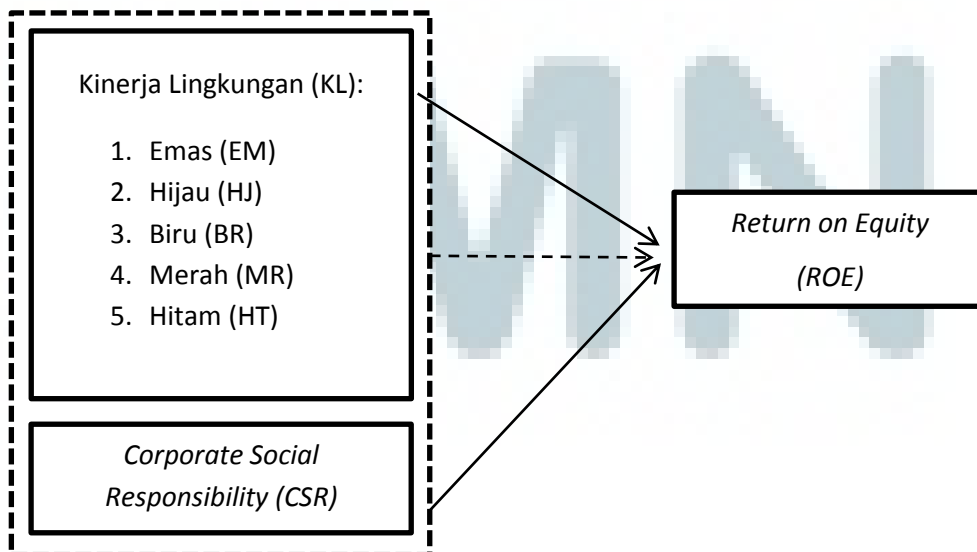 Kinerja Lingkungan (KL):
1. Emas (EM)
2. Hijau (HJ)
3. Biru (BR)
4. Merah (MR)
5. Hitam (HT)
Return on Equity
(ROE)
Corporate Social
Responsibility (CSR)
MN